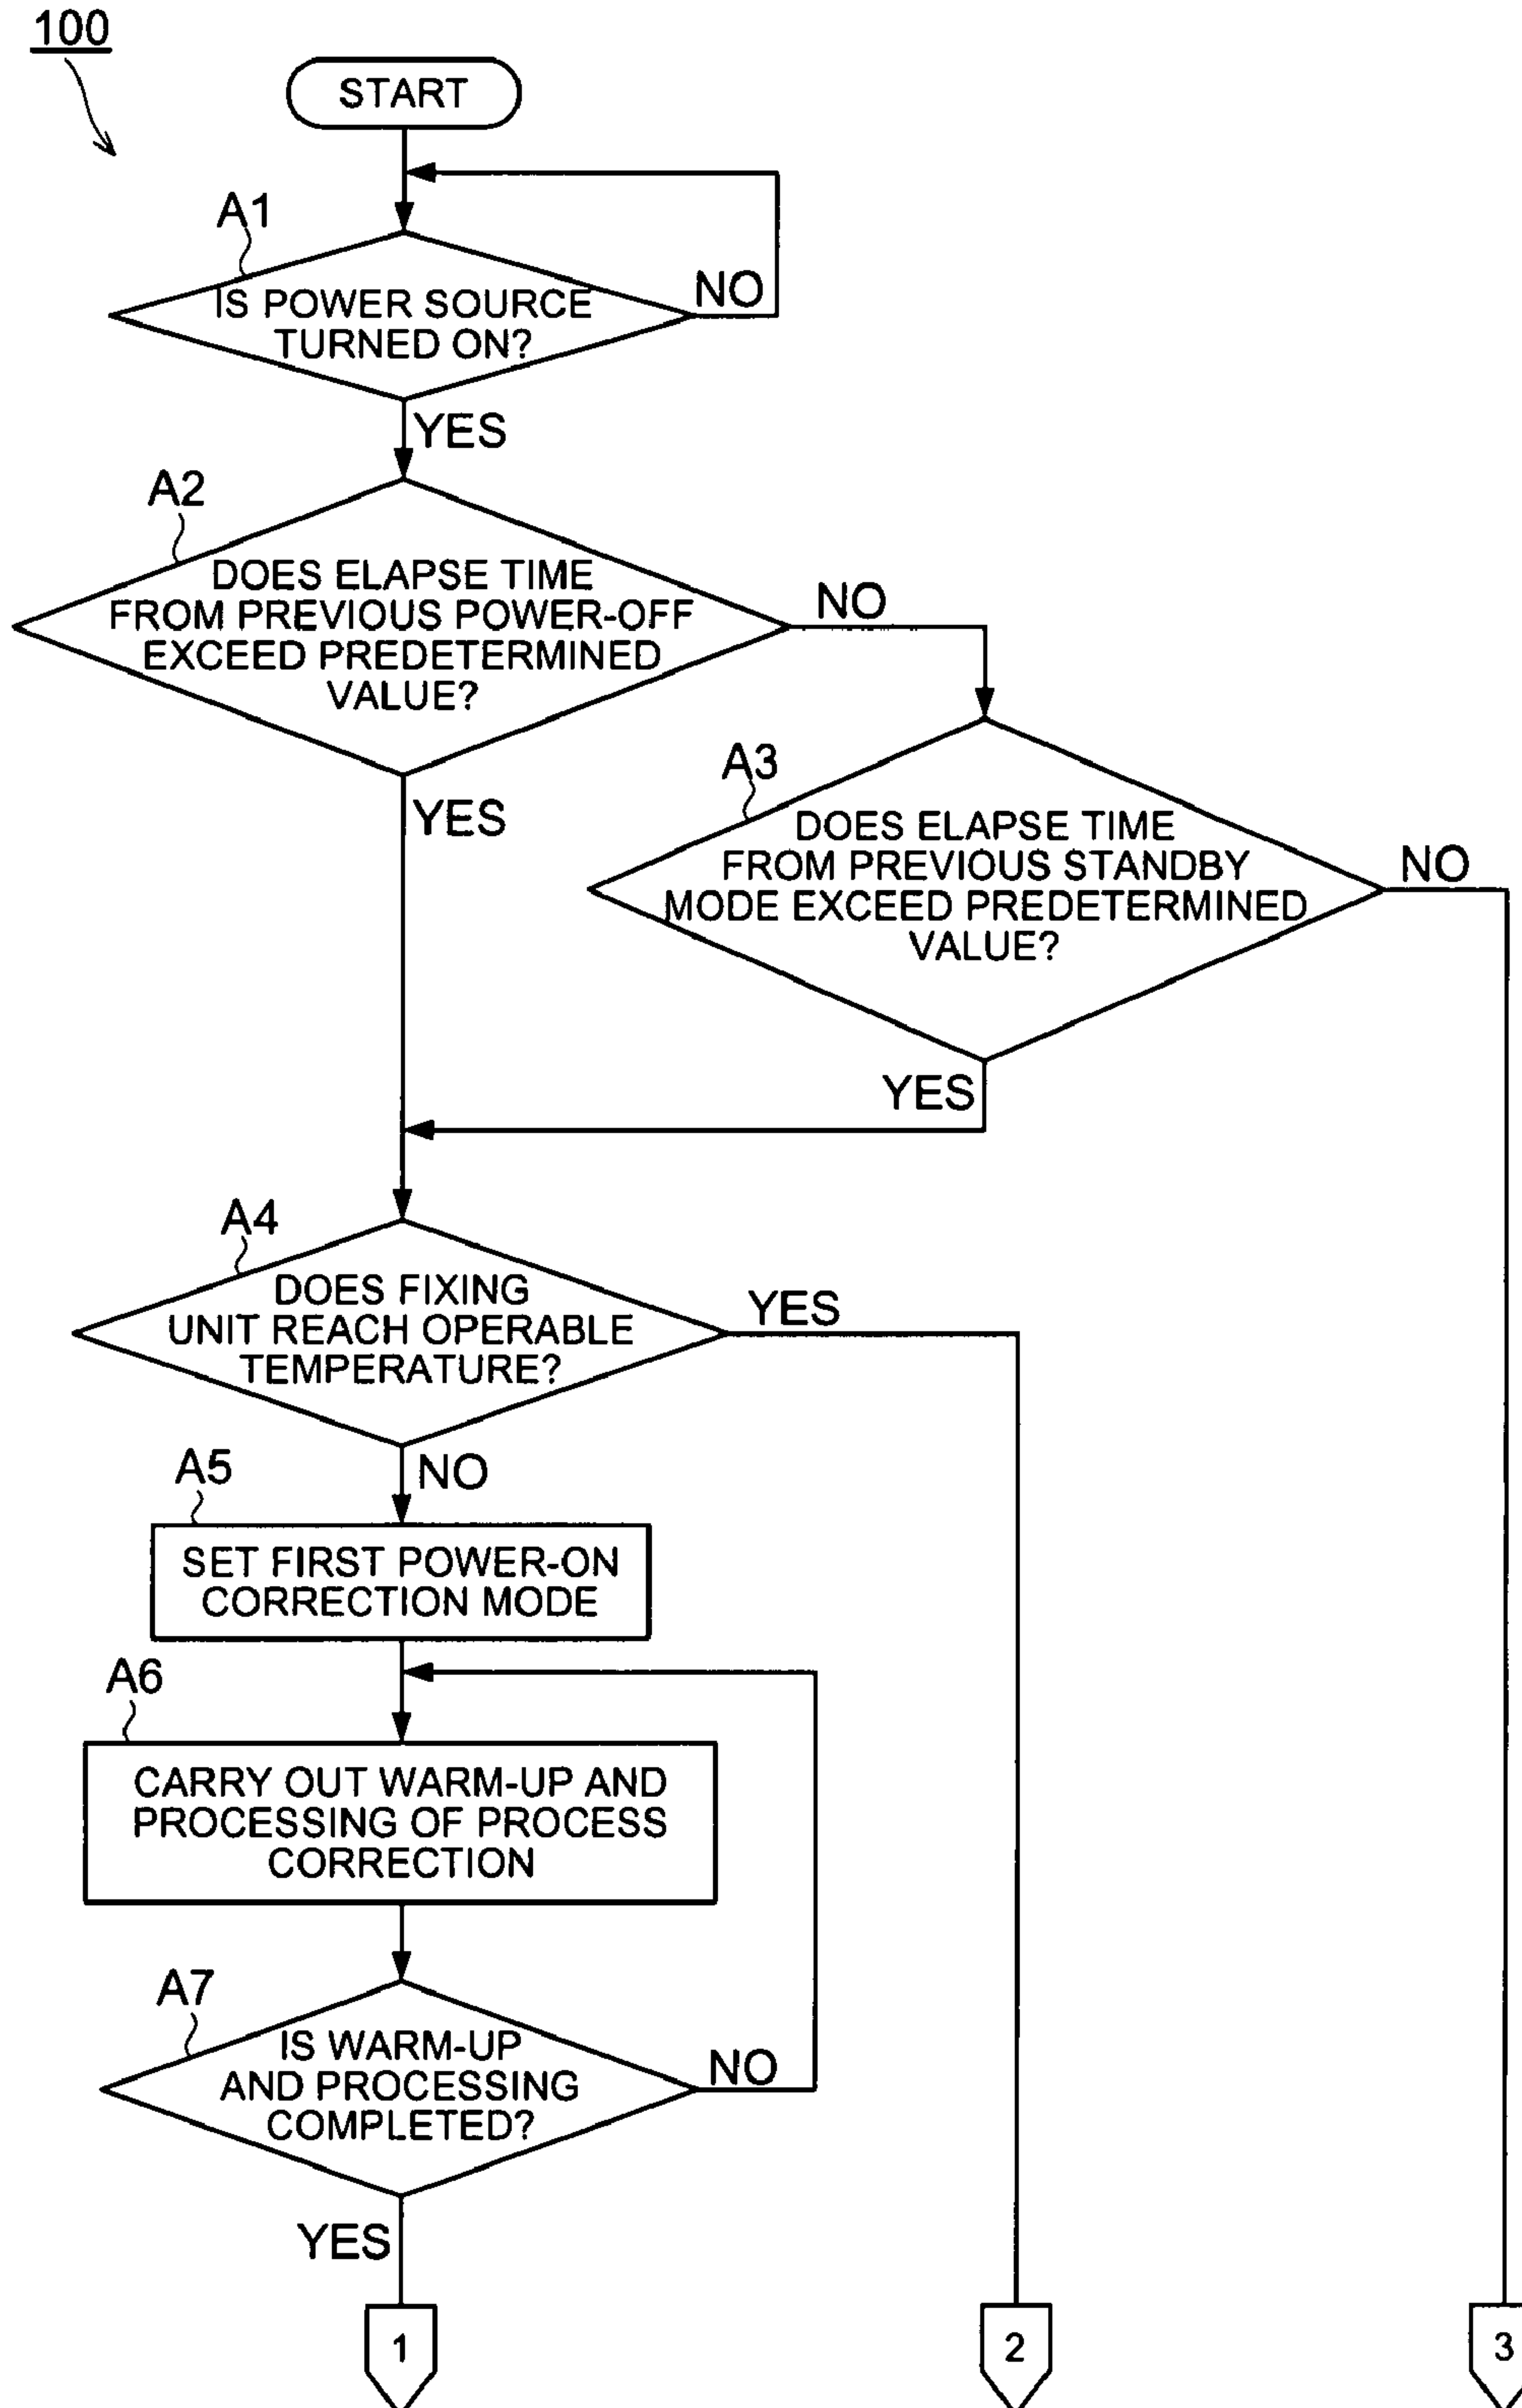 100
START
A1
IS POWER SOURCE
TURNED ON?
NO
YES
A2
DOES ELAPSE TIME
FROM PREVIOUS POWER-OFF
EXCEED PREDETERMINED
VALUE?
NO
YES
A3
DOES ELAPSE TIME
FROM PREVIOUS STANDBY
MODE EXCEED PREDETERMINED
VALUE?
NO
YES
A4
DOES FIXING
UNIT REACH OPERABLE
TEMPERATURE?
YES
NO
A5
SET FIRST POWER-ON
CORRECTION MODE
A6
CARRY OUT WARM-UP AND
PROCESSING OF PROCESS
CORRECTION
A7
IS WARM-UP
AND PROCESSING
COMPLETED?
NO
YES
1
2
3